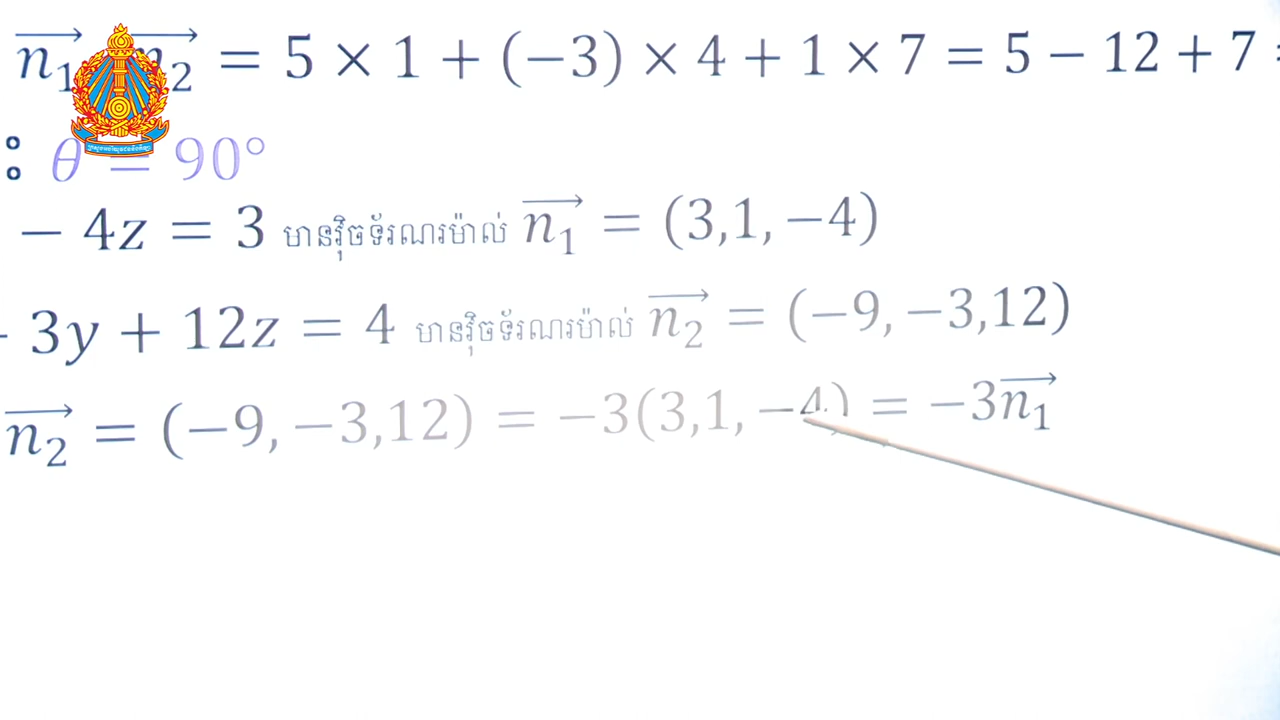 n₁⃗ · n₂⃗ = 5 × 1 + (−3) × 4 + 1 × 7 = 5 − 12 + 7 =
: θ = 90°
− 4z = 3 មានវ៉ិចទ័រណរម៉ាល់ n₁⃗ = (3,1, −4)
3y + 12z = 4 មានវ៉ិចទ័រណរម៉ាល់ n₂⃗ = (−9, −3,12)
n₂⃗ = (−9, −3,12) = −3(3,1, −4) = −3n₁⃗